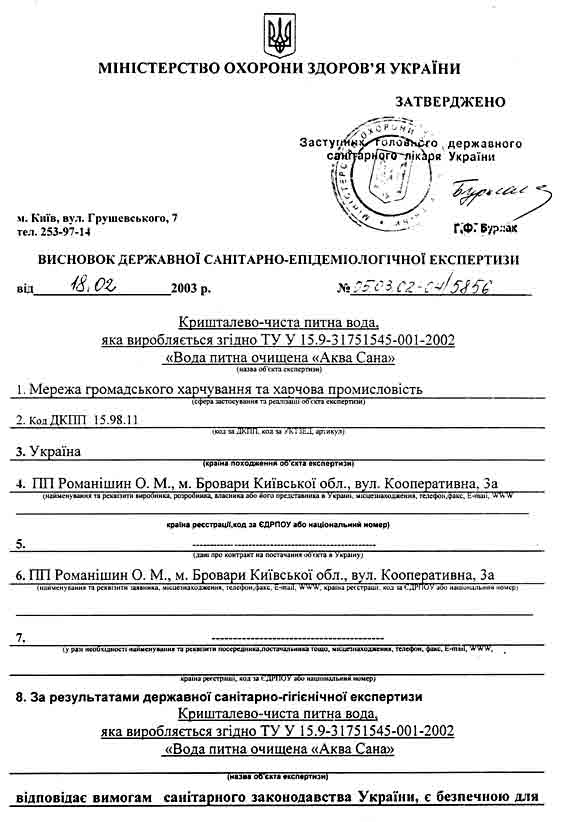 МІНІСТЕРСТВО ОХОРОНИ ЗДОРОВ'Я УКРАЇНИ
ЗАТВЕРДЖЕНО
Заступник головного державного
санітарного лікаря України
м. Київ, вул. Грушевського, 7
тел. 253-97-14
Г.Ф. Бурлак
ВИСНОВОК ДЕРЖАВНОЇ САНІТАРНО-ЕПІДЕМІОЛОГІЧНОЇ ЕКСПЕРТИЗИ
від 18.02 2003 р. № 05.03.02-04/5856
Кришталево-чиста питна вода,
яка виробляється згідно ТУ У 15.9-31751545-001-2002
«Вода питна очищена «Аква Сана»
(назва об'єкта експертизи)
1. Мережа громадського харчування та харчова промисловість
(сфера застосування та реалізації об'єкта експертизи)
2. Код ДКПП 15.98.11
(код за ДКПП, код за УКТЗЕД, артикул)
3. Україна
(країна походження об'єкта експертизи)
4. ПП Романішин О. М., м. Бровари Київської обл., вул. Кооперативна, 3а
(найменування та реквізити виробника, розробника, власника або його представника в Україні, місцезнаходження, телефон,факс, E-mail, WWW
країна реєстрації,код за ЄДРПОУ або національний номер)
5. ----------------------------------------
(дані про контракт на постачання об'єкта в Україну)
6. ПП Романішин О. М., м. Бровари Київської обл., вул. Кооперативна, 3а
(найменування та реквізити заявника, місцезнаходження, телефон,факс, E-mail, WWW, країна реєстрації, код за ЄДРПОУ або національний номер)
7. ----------------------------------------
(у разі необхідності найменування та реквізити посередника,постачальника тощо, місцезнаходження, телефон, факс, E-mail, WWW,
країна реєстрації, код за ЄДРПОУ або національний номер)
8. За результатами державної санітарно-гігієнічної експертизи
Кришталево-чиста питна вода,
яка виробляється згідно ТУ У 15.9-31751545-001-2002
«Вода питна очищена «Аква Сана»
(назва об'єкта експертизи)
відповідає вимогам санітарного законодавства України, є безпечною для